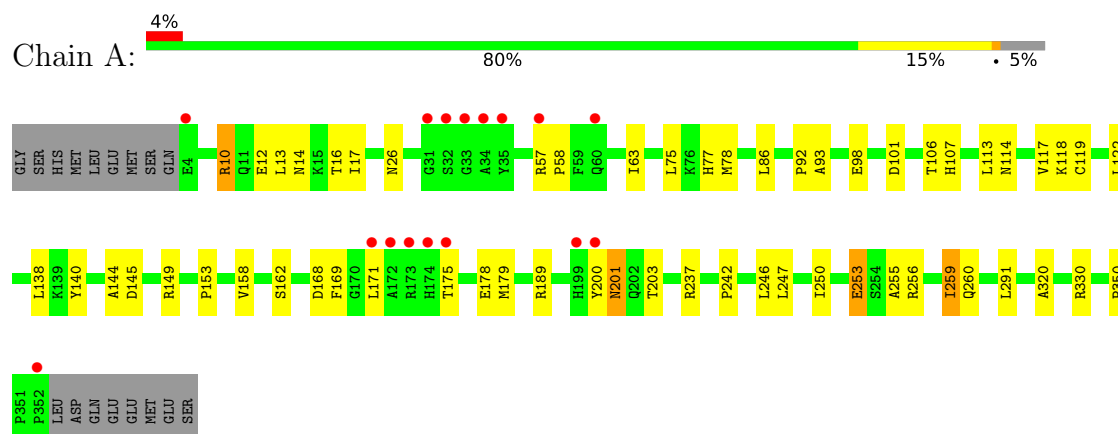 4%
Chain A:
80% 15% • 5%
GLY SER HIS MET LEU GLU MET SER GLN E4 R10 Q11 E12 L13 N14 K15 T16 I17 N26 G31 S32 G33 A34 Y35 R57 P58 F59 Q60 I63 L75 K76 H77 M78 L86 P92 A93 E98 D101 T106 H107 L113 N114 V117 K118 C119
L138 K139 Y140 A144 D145 R149 P153 V158 S162 D168 F169 G170 L171 A172 R173 H174 T175 E178 M179 R189 H199 Y200 N201 Q202 T203 R237 P242 L246 L247 I250 E253 S254 A255 R256 I259 Q260 L291 A320 R330
P351 P352 LEU ASP GLN GLU GLU MET GLU SER